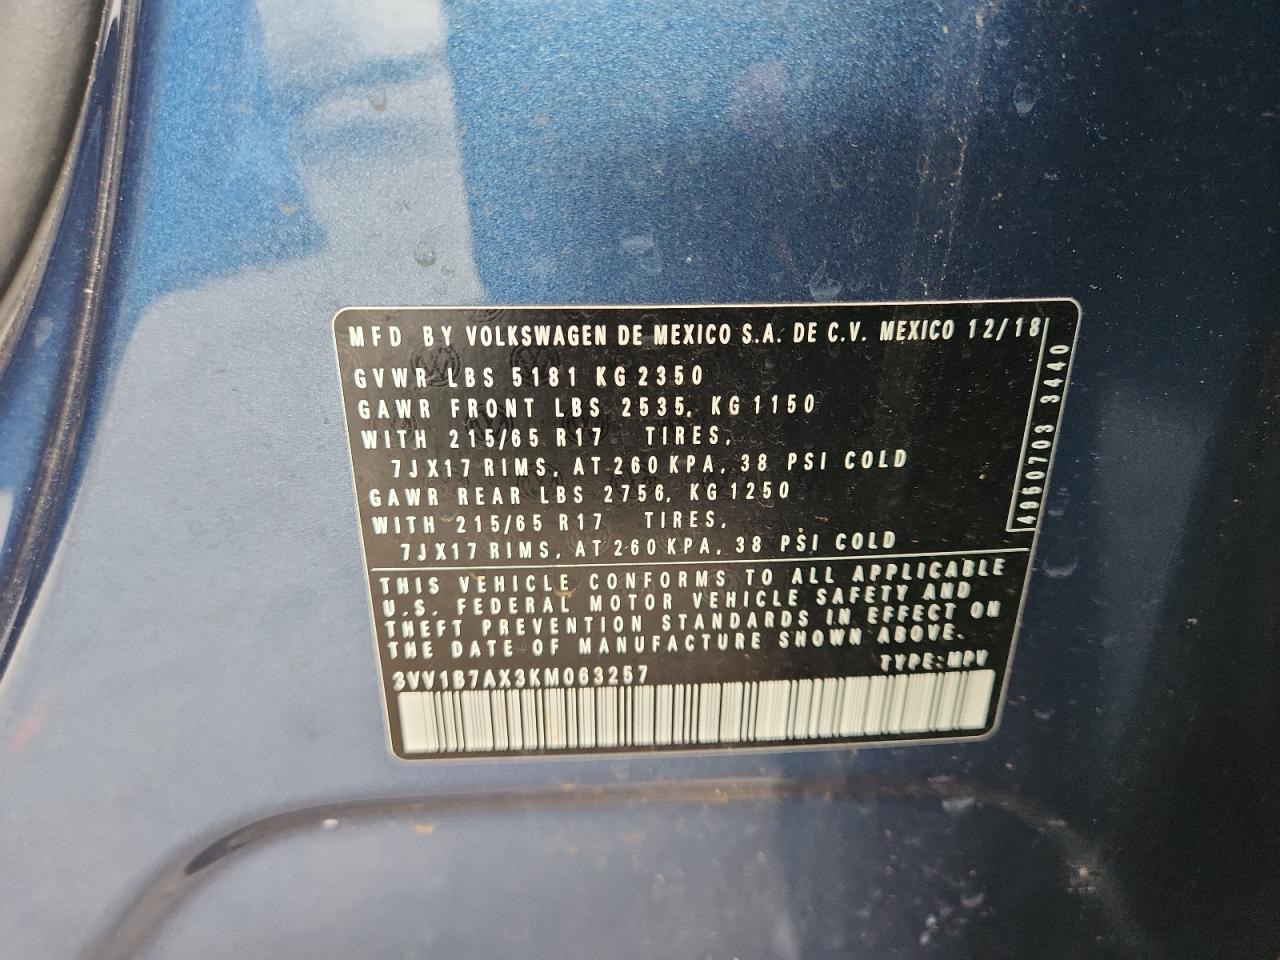 MFD BY VOLKSWAGEN DE MEXICO S.A. DE C.V. MEXICO 12/18
GVWR LBS 5181 KG 2350
GAWR FRONT LBS 2535, KG 1150
WITH 215/65 R17 TIRES,
7JX17 RIMS, AT 260 KPA, 38 PSI COLD
GAWR REAR LBS 2756, KG 1250
WITH 215/65 R17 TIRES,
7JX17 RIMS, AT 260 KPA, 38 PSI COLD
4960703 3440
THIS VEHICLE CONFORMS TO ALL APPLICABLE
U.S. FEDERAL MOTOR VEHICLE SAFETY AND
THEFT PREVENTION STANDARDS IN EFFECT ON
THE DATE OF MANUFACTURE SHOWN ABOVE.
3VV1B7AX3KM063257 TYPE:MPV